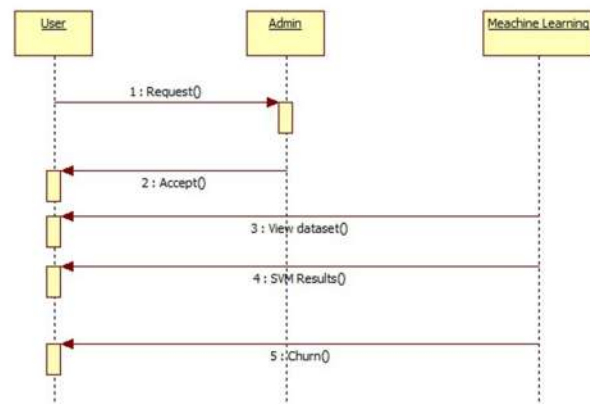 User
Admin
Meachine Learning
1 : Request()
2 : Accept()
3 : View dataset()
4 : SVM Results()
5 : Churn()